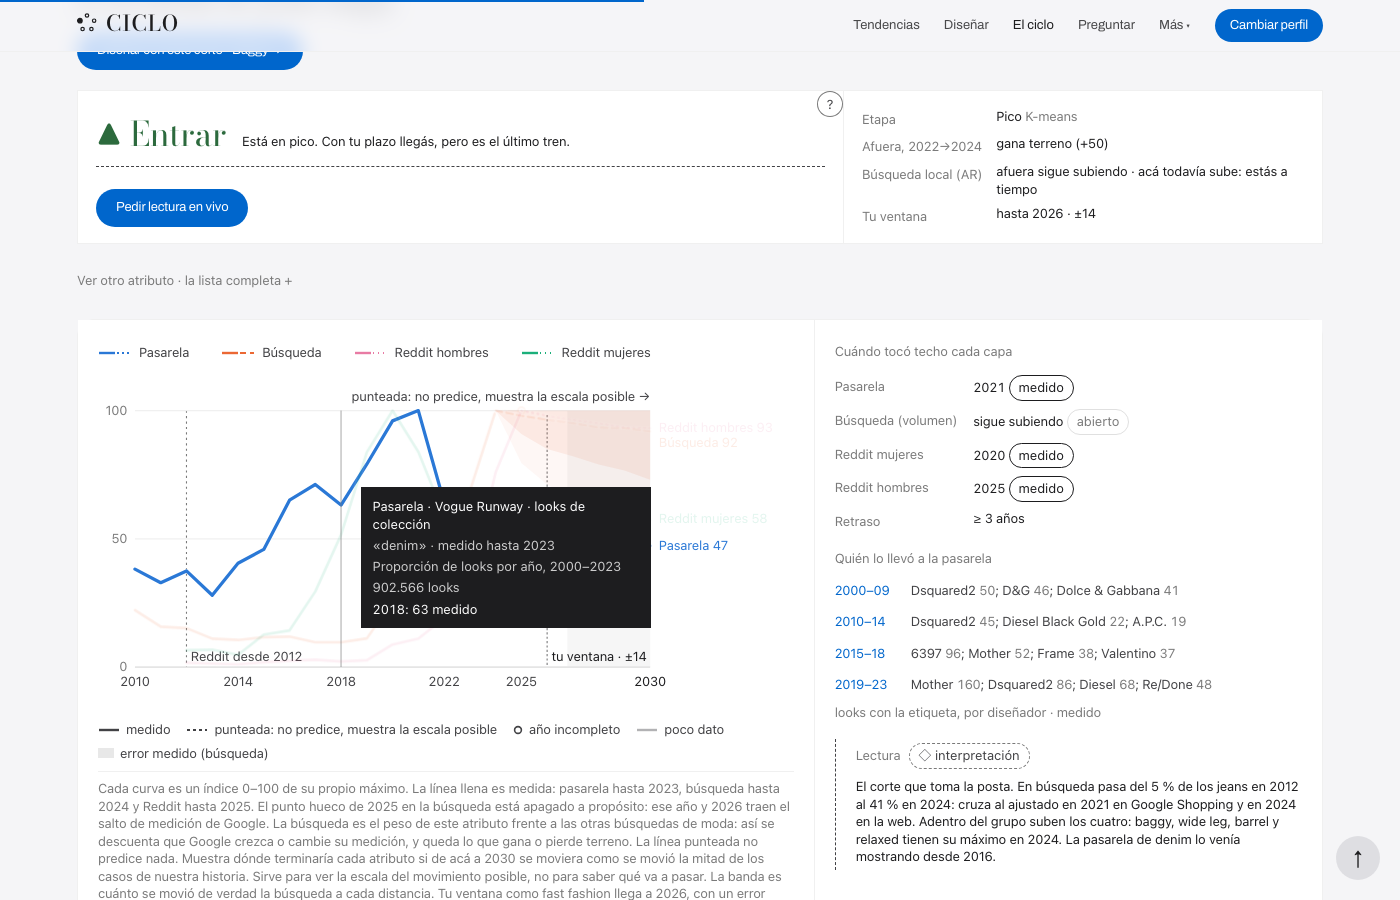 CICLO
Tendencias
Diseñar
El ciclo
Preguntar
Más
Cambiar perfil
?
Entrar
Está en pico. Con tu plazo llegás, pero es el último tren.
Pedir lectura en vivo
Etapa
Pico K-means
Afuera, 2022→2024
gana terreno (+50)
Búsqueda local (AR)
afuera sigue subiendo · acá todavía sube: estás a
tiempo
Tu ventana
hasta 2026 · ±14
Ver otro atributo · la lista completa +
Pasarela
Búsqueda
Reddit hombres
Reddit mujeres
punteada: no predice, muestra la escala posible →
100
50
0
Reddit hombres 93
Búsqueda 92
Reddit mujeres 58
Pasarela 47
Pasarela · Vogue Runway · looks de
colección
«denim» · medido hasta 2023
Proporción de looks por año, 2000–2023
902.566 looks
2018: 63 medido
Reddit desde 2012
tu ventana · ±14
2010
2014
2018
2022
2025
2030
medido
punteada: no predice, muestra la escala posible
año incompleto
poco dato
error medido (búsqueda)
Cada curva es un índice 0–100 de su propio máximo. La línea llena es medida: pasarela hasta 2023, búsqueda hasta
2024 y Reddit hasta 2025. El punto hueco de 2025 en la búsqueda está apagado a propósito: ese año y 2026 traen el
salto de medición de Google. La búsqueda es el peso de este atributo frente a las otras búsquedas de moda: así se
descuenta que Google crezca o cambie su medición, y queda lo que gana o pierde terreno. La línea punteada no
predice nada. Muestra dónde terminaría cada atributo si de acá a 2030 se moviera como se movió la mitad de los
casos de nuestra historia. Sirve para ver la escala del movimiento posible, no para saber qué va a pasar. La banda es
cuánto se movió de verdad la búsqueda a cada distancia. Tu ventana como fast fashion llega a 2026, con un error
Cuándo tocó techo cada capa
Pasarela
2021 medido
Búsqueda (volumen)
sigue subiendo abierto
Reddit mujeres
2020 medido
Reddit hombres
2025 medido
Retraso
≥ 3 años
Quién lo llevó a la pasarela
2000–09 Dsquared2 50; D&G 46; Dolce & Gabbana 41
2010–14 Dsquared2 45; Diesel Black Gold 22; A.P.C. 19
2015–18 6397 96; Mother 52; Frame 38; Valentino 37
2019–23 Mother 160; Dsquared2 86; Diesel 68; Re/Done 48
looks con la etiqueta, por diseñador · medido
Lectura ◇ interpretación
El corte que toma la posta. En búsqueda pasa del 5 % de los jeans en 2012
al 41 % en 2024: cruza al ajustado en 2021 en Google Shopping y en 2024
en la web. Adentro del grupo suben los cuatro: baggy, wide leg, barrel y
relaxed tienen su máximo en 2024. La pasarela de denim lo venía
mostrando desde 2016.
↑